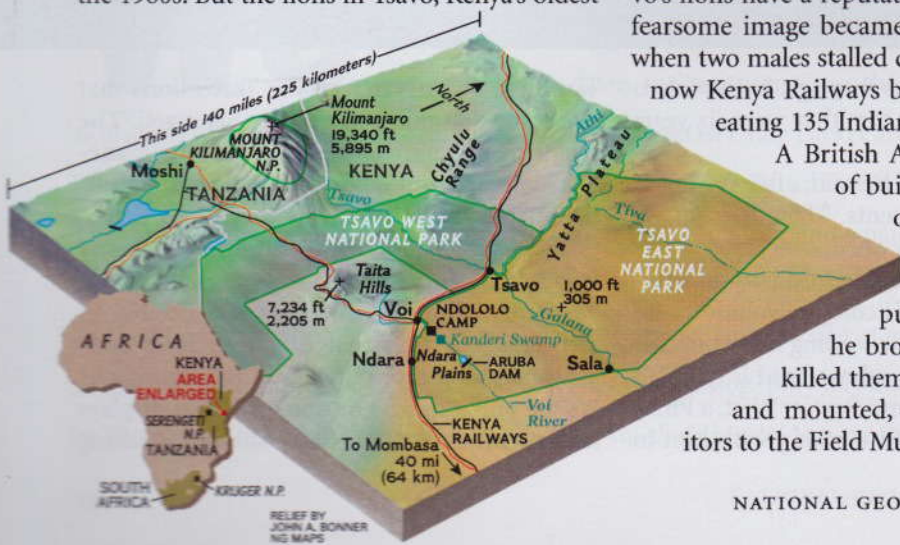 the 1960s. But the lions in Tsavo, Kenya's oldest
vo's lions have a reputat
fearsome image became
when two males stalled c
now Kenya Railways b
eating 135 Indian
A British A
of buil
pu
he bro
killed them
and mounted,
itors to the Field Mu
NATIONAL GEO
This side 140 miles (225 kilometers)
North
Mount
Kilimanjaro
19,340 ft
5,895 m
MOUNT
KILIMANJARO
N.P.
Moshi
TANZANIA
KENYA
Chyulu
Range
Athi
Yatta Plateau
Tsavo
Tiva
TSAVO WEST
NATIONAL PARK
TSAVO
EAST
NATIONAL
PARK
Taita
Hills
7,234 ft
2,205 m
Tsavo
1,000 ft
305 m
Galana
Voi
NDOLOLO
CAMP
Kanderi Swamp
Ndara
Ndara
Plains
ARUBA
DAM
Sala
Voi
River
KENYA
RAILWAYS
To Mombasa
40 mi
(64 km)
AFRICA
KENYA
AREA
ENLARGED
SERENGETI
N.P.
TANZANIA
SOUTH
AFRICA
KRUGER N.P.
RELIEF BY
JOHN A. BONNER
NG MAPS